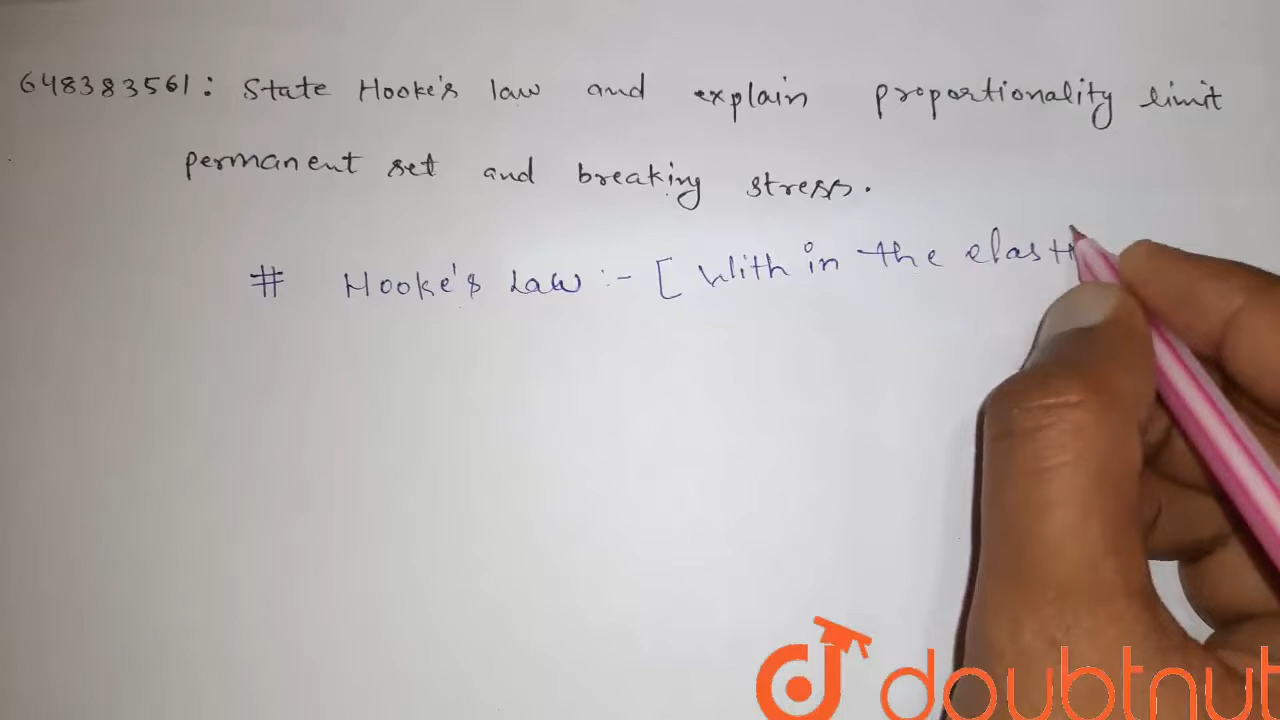 648383561: State Hooke's law and explain proportionality limit
permanent set and breaking stress.
# Hooke's Law :- [ With in the elast
doubtnut